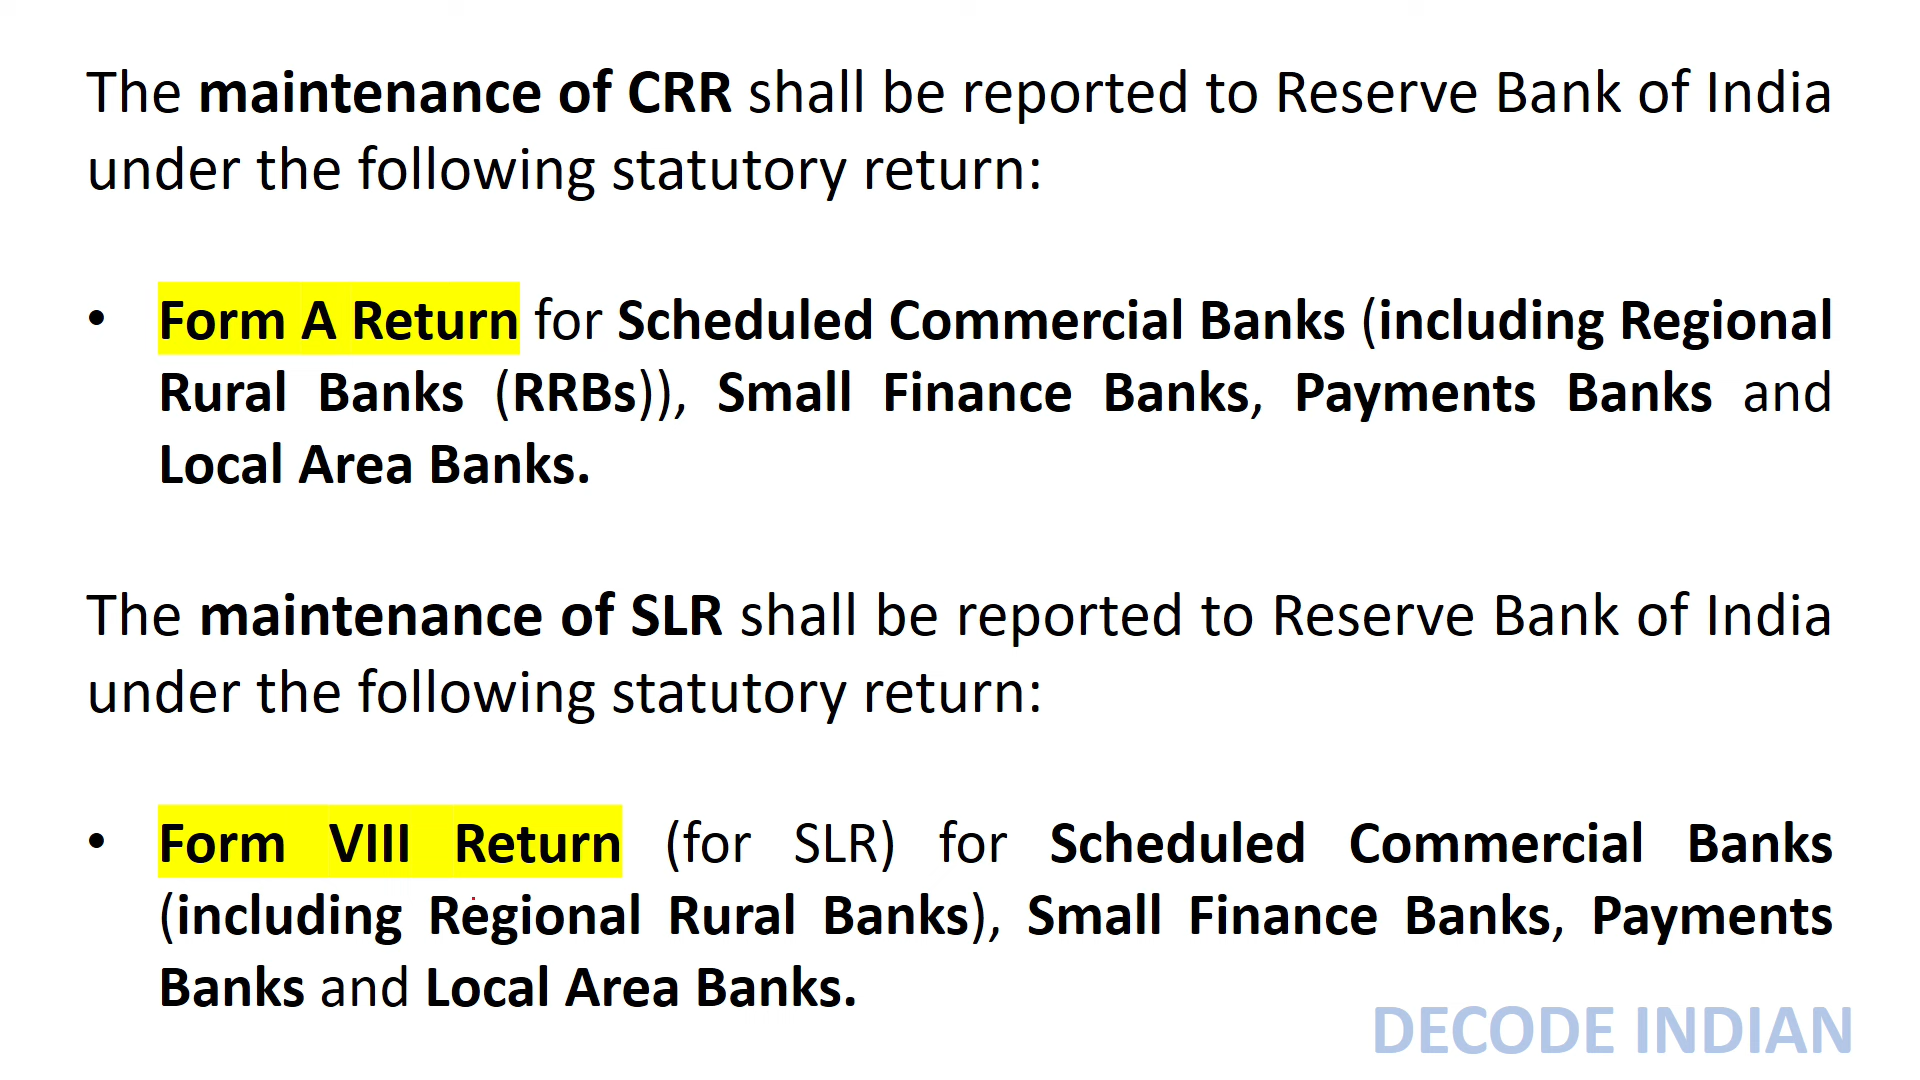 The maintenance of CRR shall be reported to Reserve Bank of India
under the following statutory return:
• Form A Return for Scheduled Commercial Banks (including Regional
Rural Banks (RRBs)), Small Finance Banks, Payments Banks and
Local Area Banks.
The maintenance of SLR shall be reported to Reserve Bank of India
under the following statutory return:
• Form VIII Return (for SLR) for Scheduled Commercial Banks
(including Regional Rural Banks), Small Finance Banks, Payments
Banks and Local Area Banks.
DECODE INDIAN